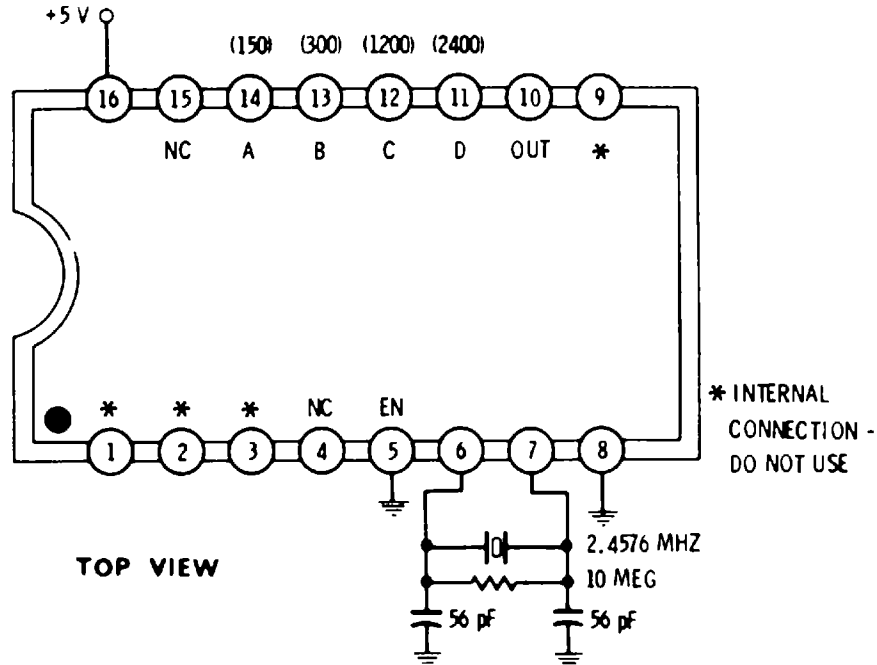 +5 V
(150) (300) (1200) (2400)
16 15 14 13 12 11 10 9
NC A B C D OUT *
* * * NC EN
1 2 3 4 5 6 7 8
* INTERNAL
CONNECTION -
DO NOT USE
2.4576 MHZ
TOP VIEW
10 MEG
56 pF 56 pF